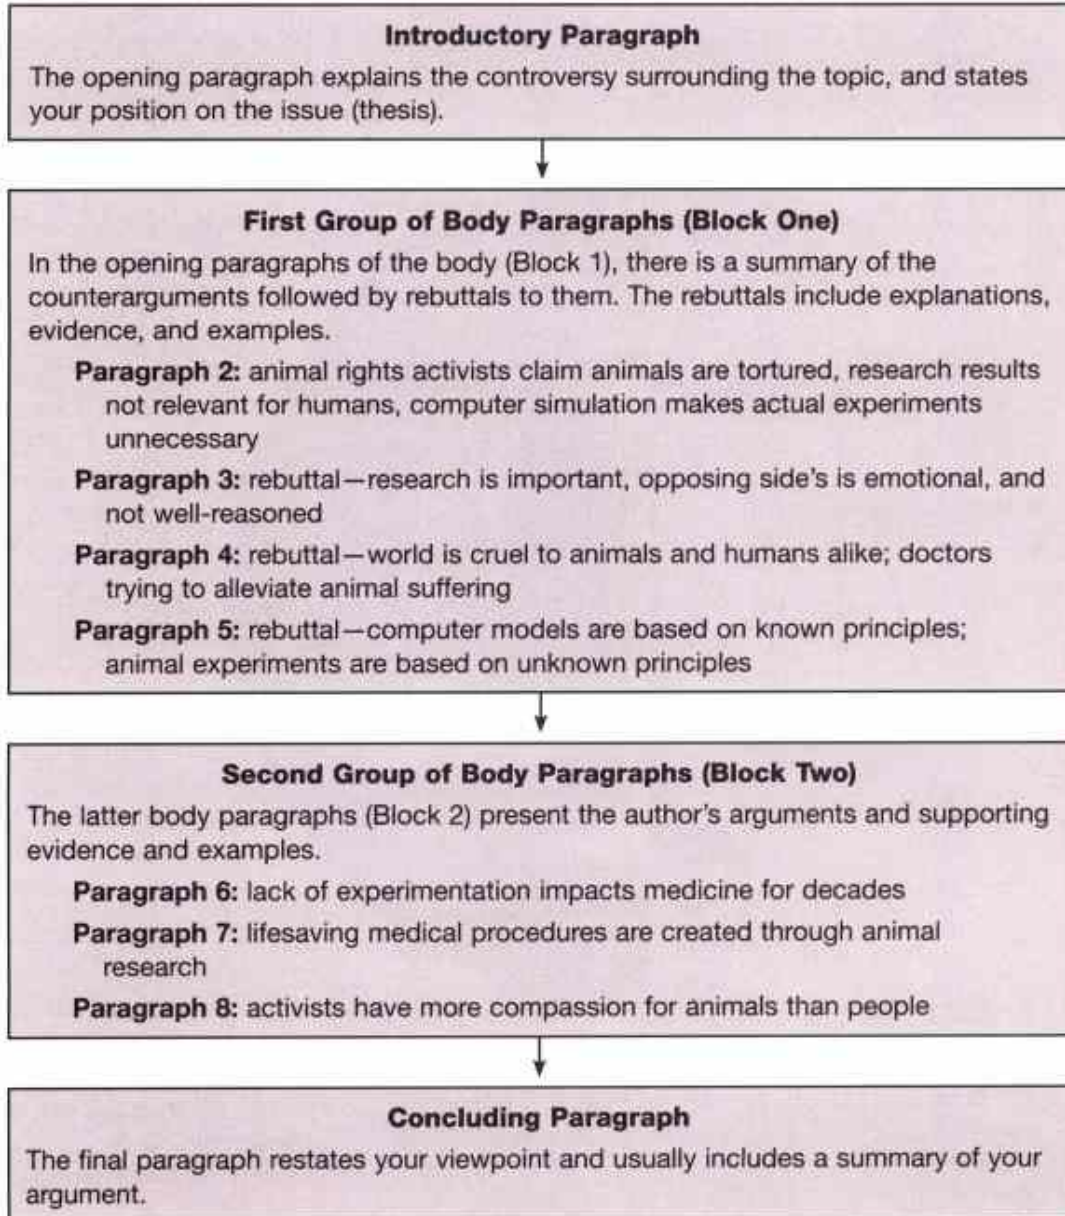 Introductory Paragraph
The opening paragraph explains the controversy surrounding the topic, and states
your position on the issue (thesis).
First Group of Body Paragraphs (Block One)
In the opening paragraphs of the body (Block 1), there is a summary of the
counterarguments followed by rebuttals to them. The rebuttals include explanations,
evidence, and examples.
Paragraph 2: animal rights activists claim animals are tortured, research results
not relevant for humans, computer simulation makes actual experiments
unnecessary
Paragraph 3: rebuttal—research is important, opposing side's is emotional, and
not well-reasoned
Paragraph 4: rebuttal—world is cruel to animals and humans alike; doctors
trying to alleviate animal suffering
Paragraph 5: rebuttal—computer models are based on known principles;
animal experiments are based on unknown principles
Second Group of Body Paragraphs (Block Two)
The latter body paragraphs (Block 2) present the author's arguments and supporting
evidence and examples.
Paragraph 6: lack of experimentation impacts medicine for decades
Paragraph 7: lifesaving medical procedures are created through animal
research
Paragraph 8: activists have more compassion for animals than people
Concluding Paragraph
The final paragraph restates your viewpoint and usually includes a summary of your
argument.